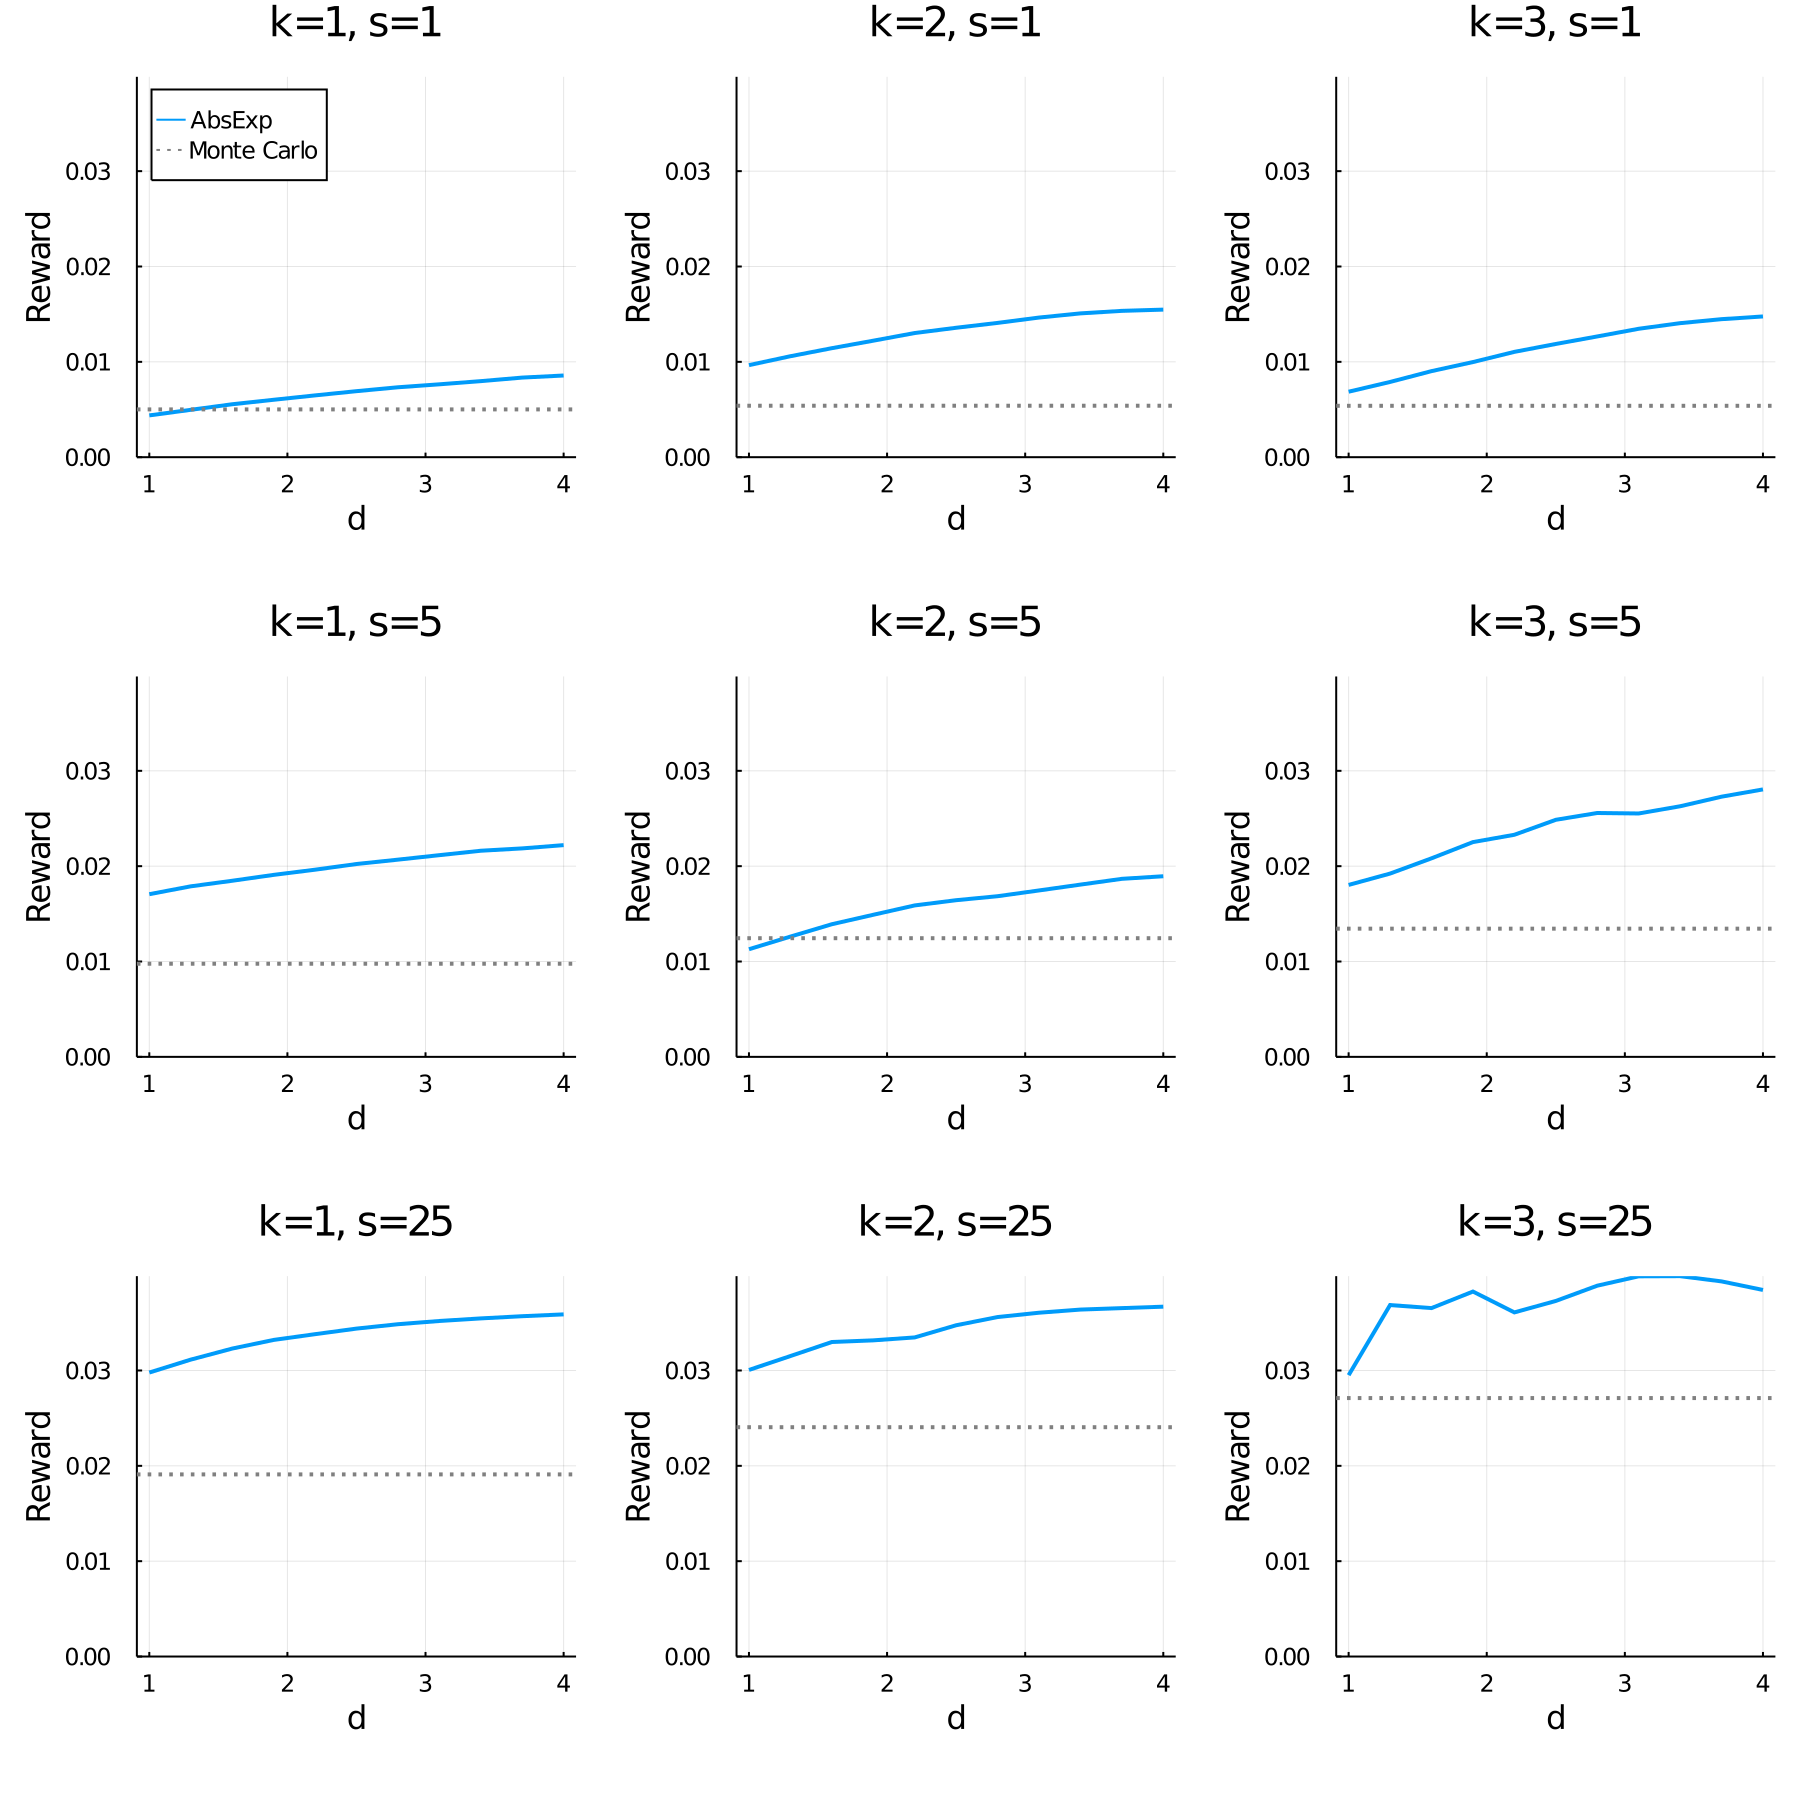 k=1, s=1
AbsExp
Monte Carlo
0.03
0.02
0.01
0.00
Reward
1 2 3 4
d
k=2, s=1
0.03
0.02
0.01
0.00
Reward
1 2 3 4
d
k=3, s=1
0.03
0.02
0.01
0.00
Reward
1 2 3 4
d
k=1, s=5
0.03
0.02
0.01
0.00
Reward
1 2 3 4
d
k=2, s=5
0.03
0.02
0.01
0.00
Reward
1 2 3 4
d
k=3, s=5
0.03
0.02
0.01
0.00
Reward
1 2 3 4
d
k=1, s=25
0.03
0.02
0.01
0.00
Reward
1 2 3 4
d
k=2, s=25
0.03
0.02
0.01
0.00
Reward
1 2 3 4
d
k=3, s=25
0.03
0.02
0.01
0.00
Reward
1 2 3 4
d